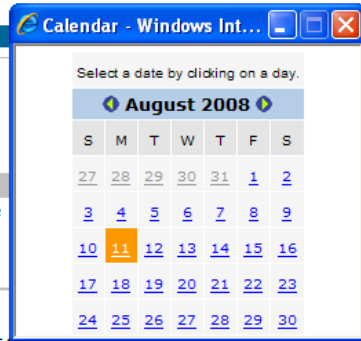 Calendar - Windows Int...
Select a date by clicking on a day.
August 2008
S M T W T F S
27 28 29 30 31 1 2
3 4 5 6 7 8 9
10 11 12 13 14 15 16
17 18 19 20 21 22 23
24 25 26 27 28 29 30